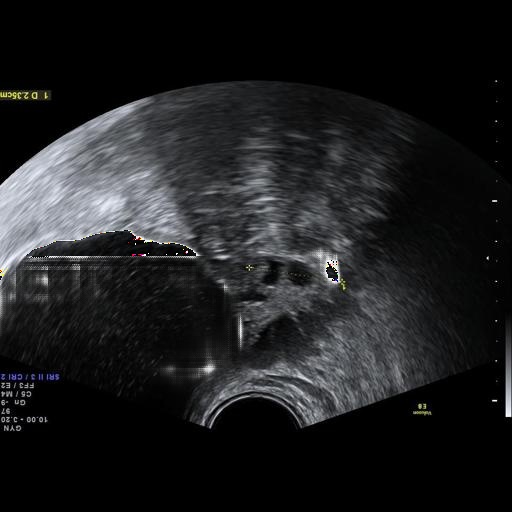 1 D 2.35cm
GYN
10.00 - 3.20
97
Gn -9
C5 / M4
FF3 / E2
SRI II 3 / CRI 2
Voluson
E8